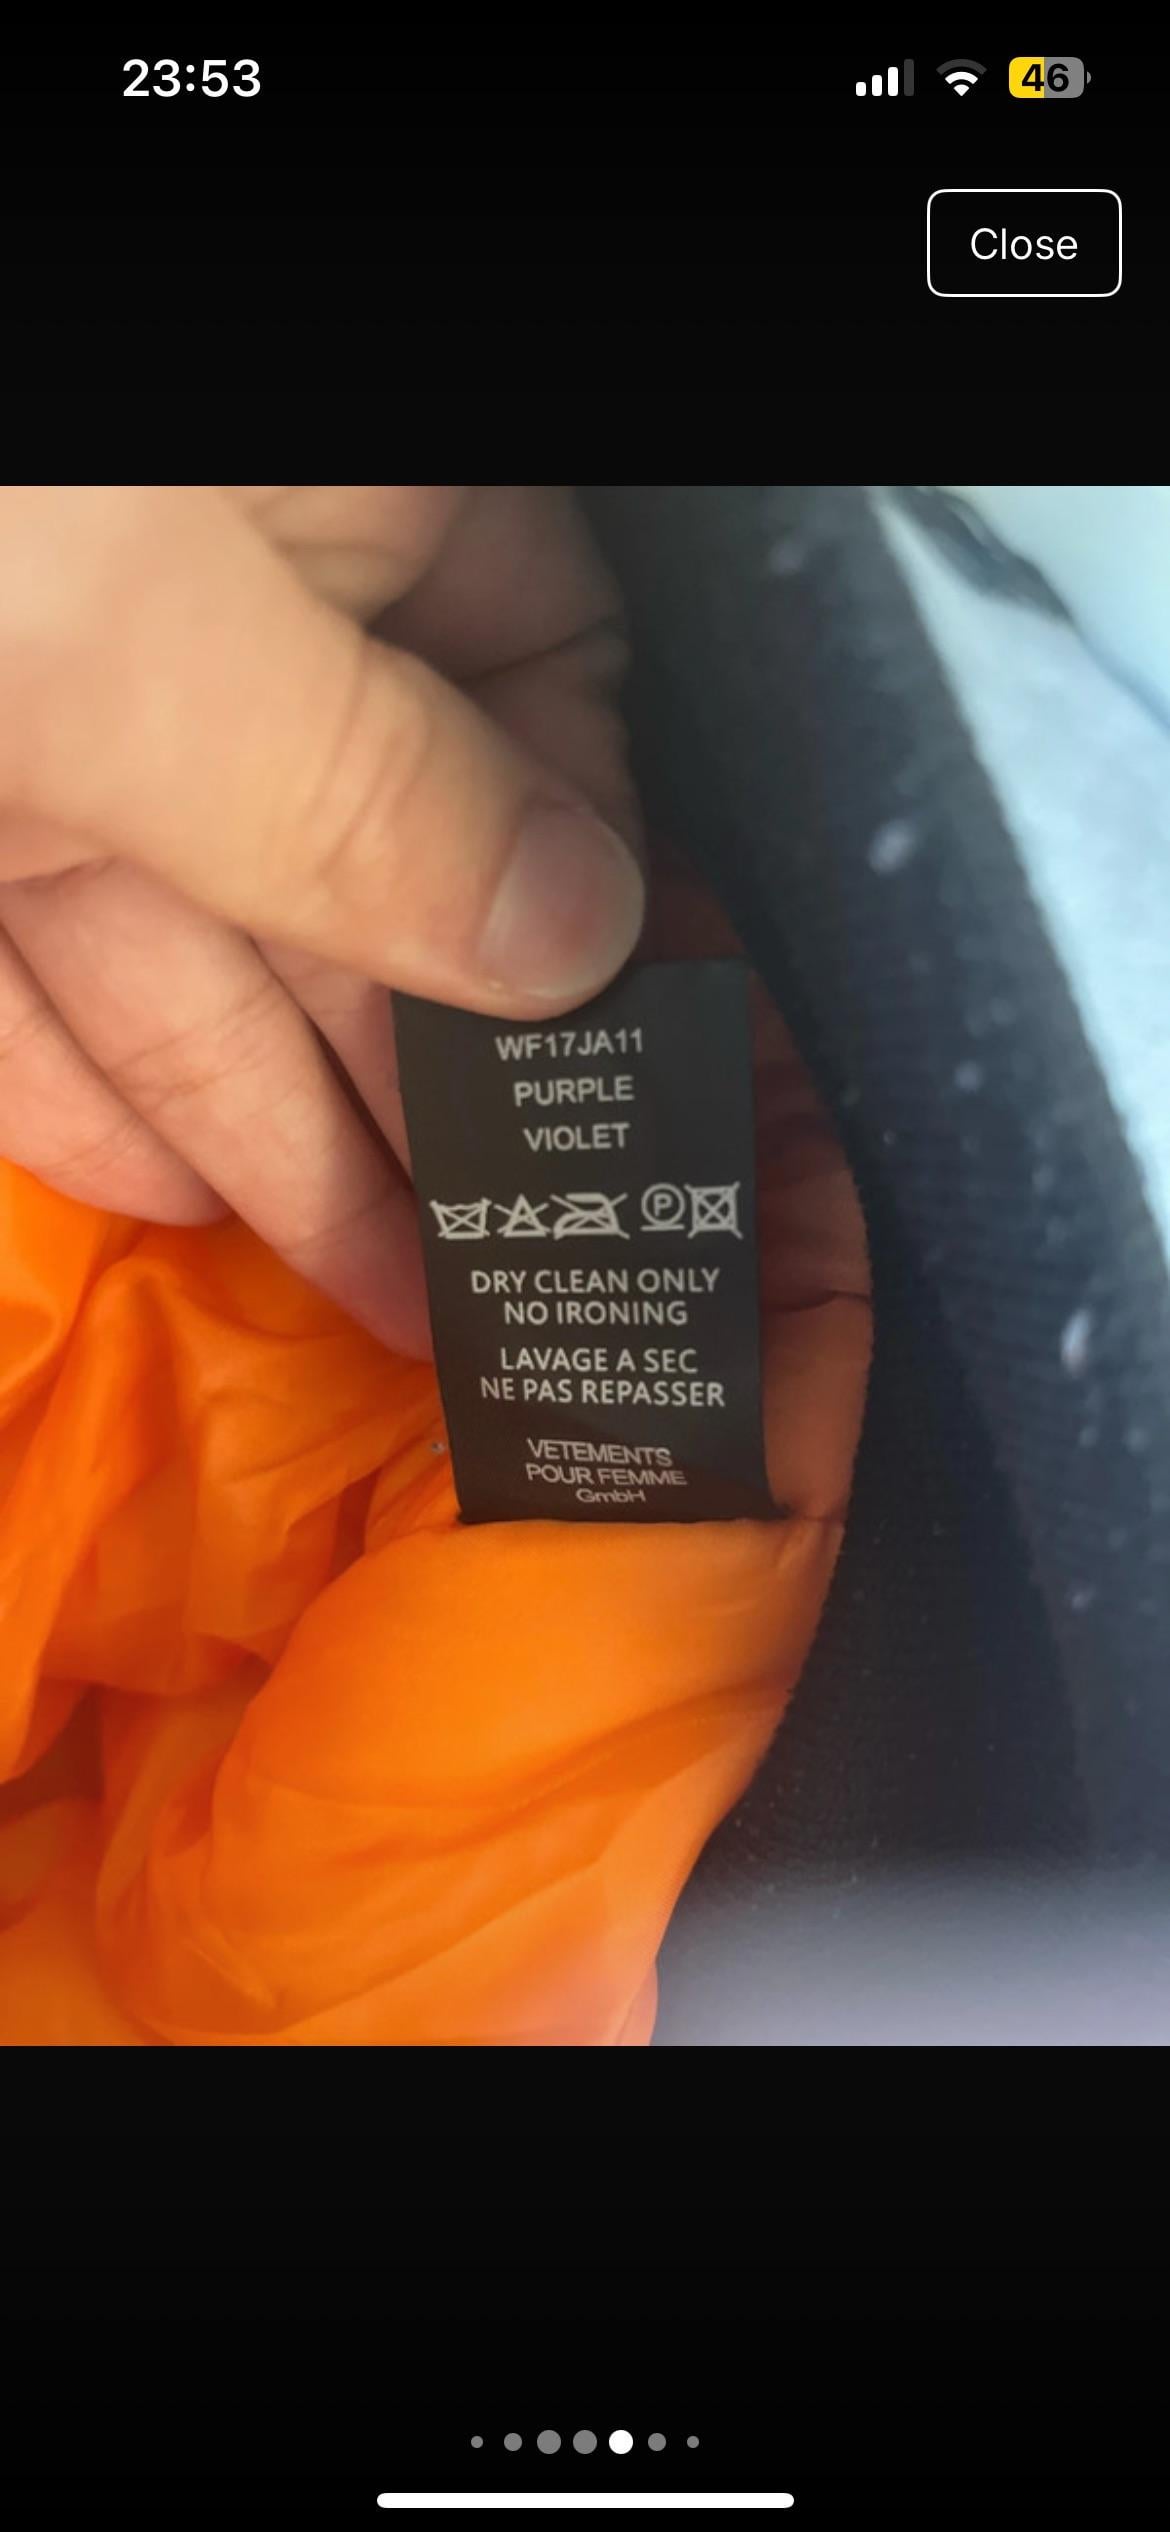 23:53
46
Close
WF17JA11
PURPLE
VIOLET
P
DRY CLEAN ONLY
NO IRONING
LAVAGE A SEC
NE PAS REPASSER
VETEMENTS
POUR FEMME
GmbH